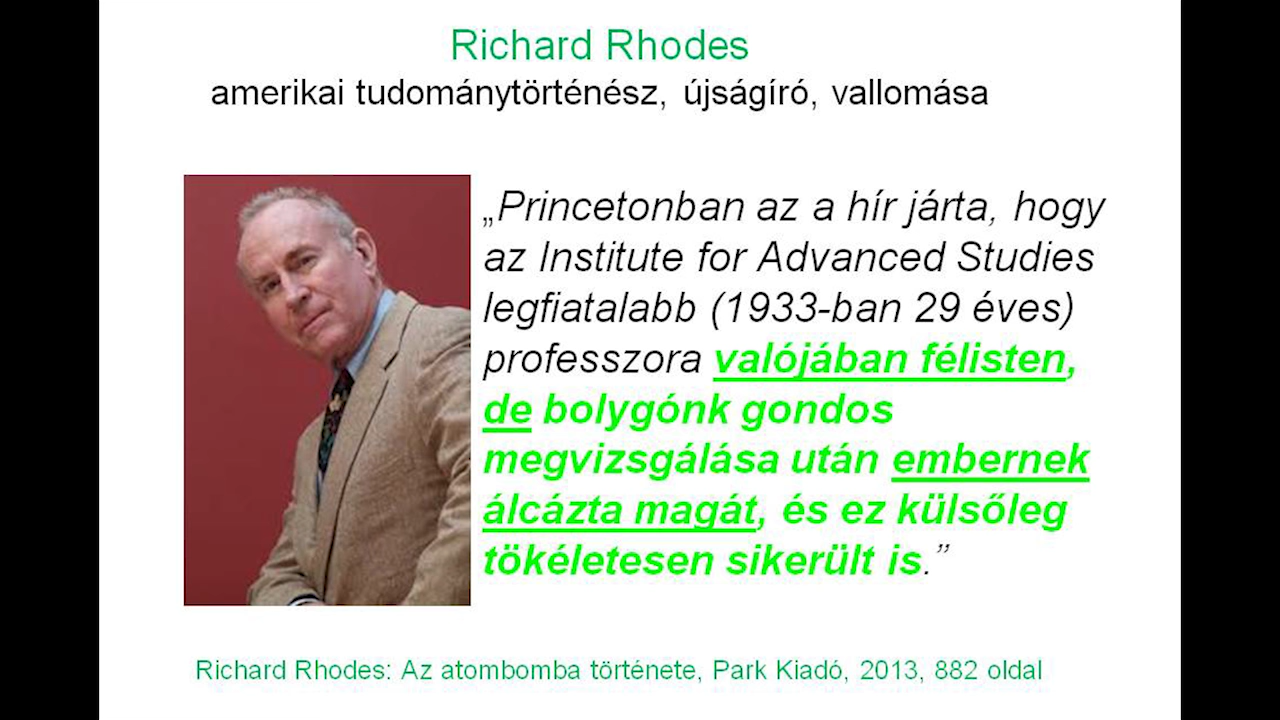 Richard Rhodes
amerikai tudománytörténész, újságíró, vallomása
„Princetonban az a hír járta, hogy
az Institute for Advanced Studies
legfiatalabb (1933-ban 29 éves)
professzora valójában félisten,
de bolygónk gondos
megvizsgálása után embernek
álcázta magát, és ez külsőleg
tökéletesen sikerült is.”
Richard Rhodes: Az atombomba története, Park Kiadó, 2013, 882 oldal